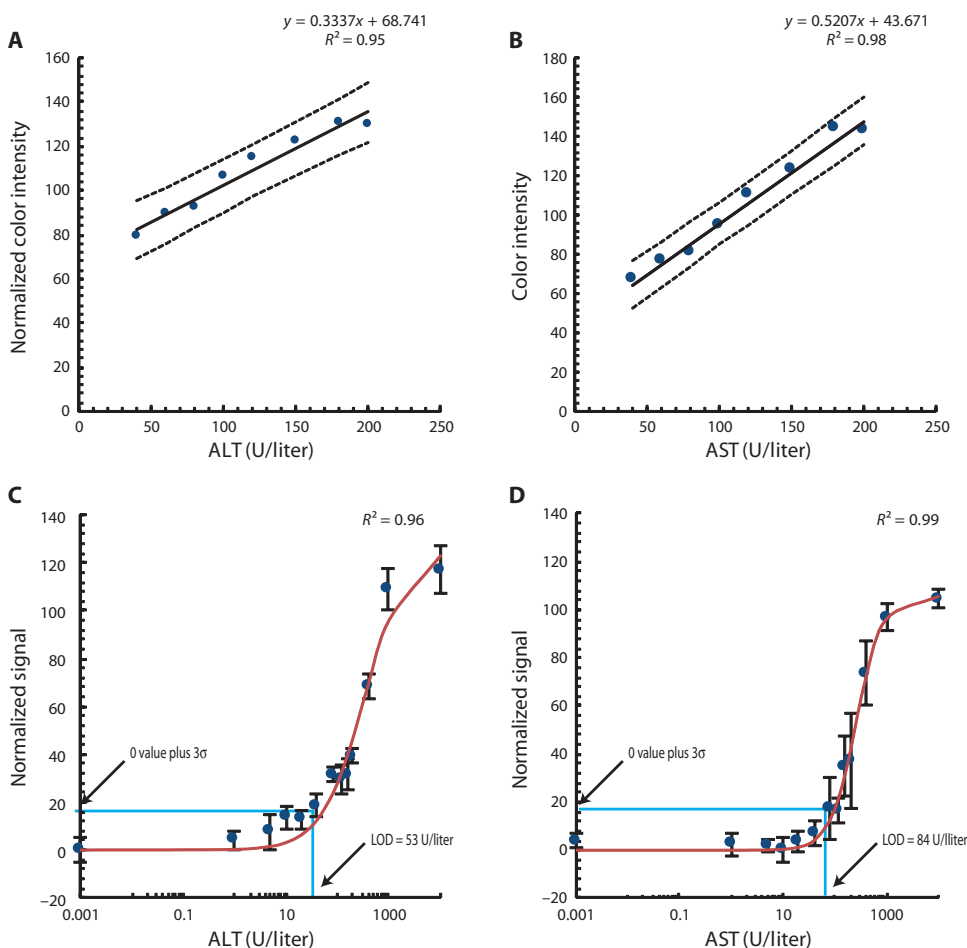 A
y = 0.3337x + 68.741
R² = 0.95
Normalized color intensity
160
140
120
100
80
60
40
20
0
0 50 100 150 200 250
ALT (U/liter)
B
y = 0.5207x + 43.671
R² = 0.98
Color intensity
180
160
140
120
100
80
60
40
20
0
0 50 100 150 200 250
AST (U/liter)
C
R² = 0.96
Normalized signal
140
120
100
80
60
40
20
0
−20
0 value plus 3σ
LOD = 53 U/liter
0.001 0.1 10 1000
ALT (U/liter)
D
R² = 0.99
Normalized signal
140
120
100
80
60
40
20
0
−20
0 value plus 3σ
LOD = 84 U/liter
0.001 0.1 10 1000
AST (U/liter)